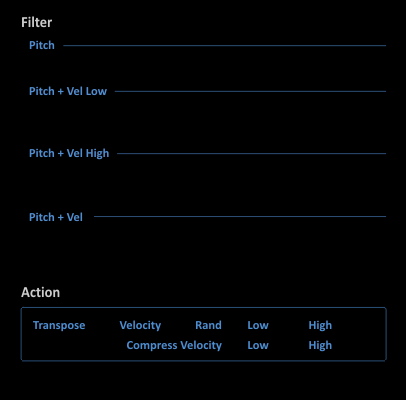 Filter
Pitch
Pitch + Vel Low
Pitch + Vel High
Pitch + Vel
Action
Transpose Velocity Rand Low High
Compress Velocity Low High